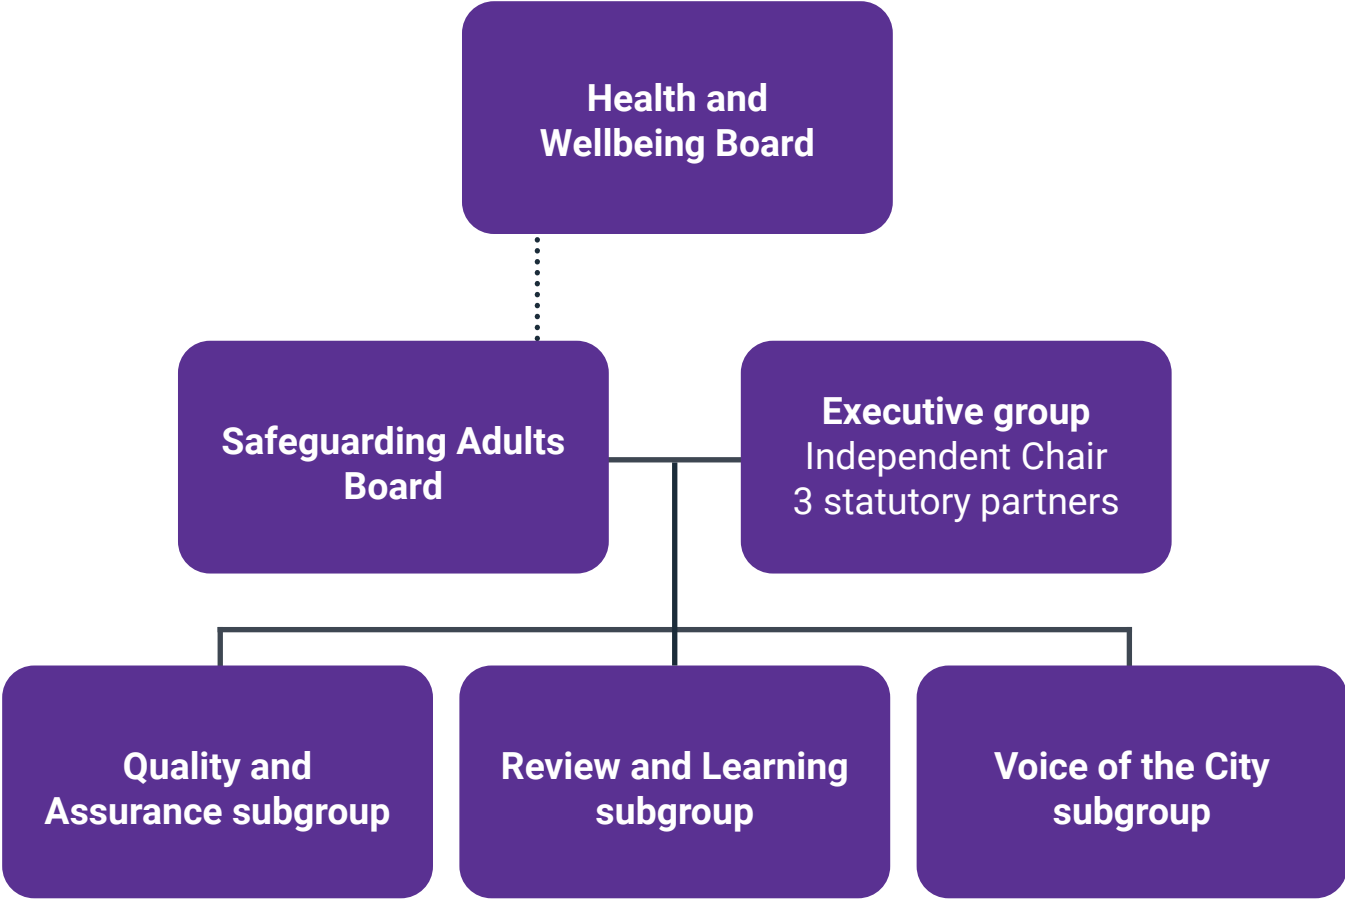 Health and
Wellbeing Board
Safeguarding Adults
Board
Executive group
Independent Chair
3 statutory partners
Quality and
Assurance subgroup
Review and Learning
subgroup
Voice of the City
subgroup